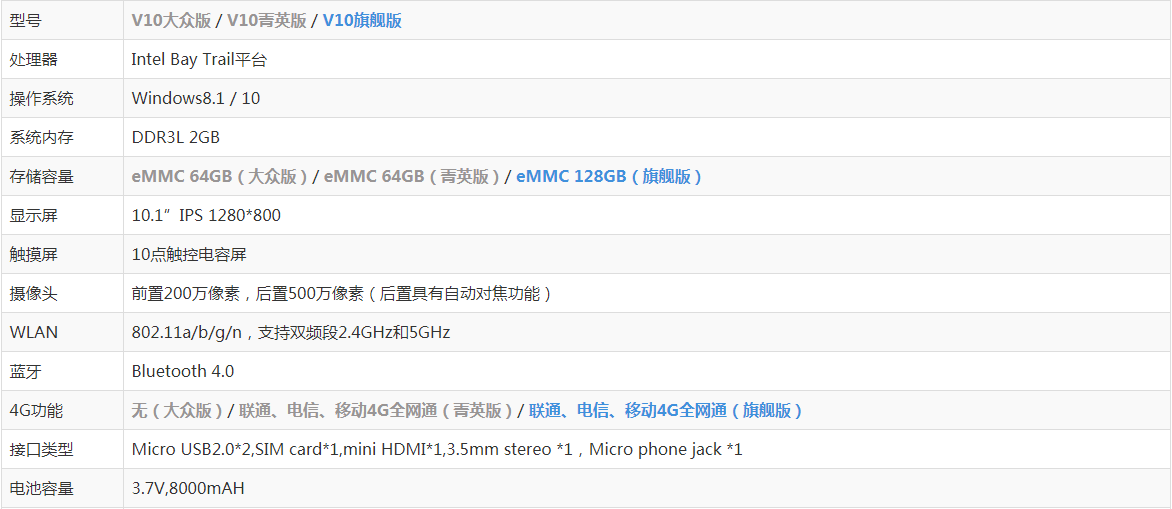 型号 V10大众版 / V10菁英版 / V10旗舰版
处理器 Intel Bay Trail平台
操作系统 Windows8.1 / 10
系统内存 DDR3L 2GB
存储容量 eMMC 64GB（大众版）/ eMMC 64GB（菁英版）/ eMMC 128GB（旗舰版）
显示屏 10.1”IPS 1280*800
触摸屏 10点触控电容屏
摄像头 前置200万像素，后置500万像素（后置具有自动对焦功能）
WLAN 802.11a/b/g/n，支持双频段2.4GHz和5GHz
蓝牙 Bluetooth 4.0
4G功能 无（大众版）/ 联通、电信、移动4G全网通（菁英版）/ 联通、电信、移动4G全网通（旗舰版）
接口类型 Micro USB2.0*2,SIM card*1,mini HDMI*1,3.5mm stereo *1，Micro phone jack *1
电池容量 3.7V,8000mAH